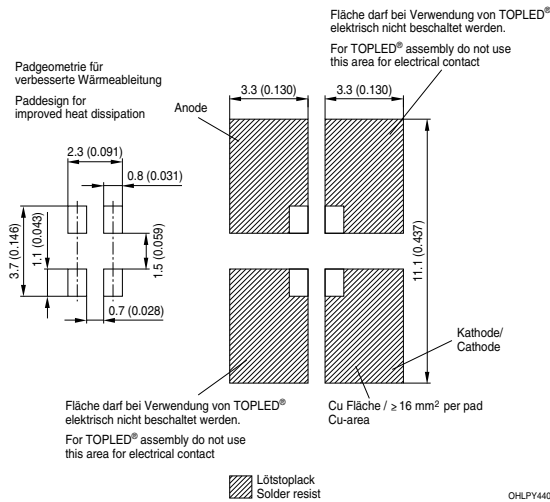 Fläche darf bei Verwendung von TOPLED®
elektrisch nicht beschaltet werden.
For TOPLED® assembly do not use
this area for electrical contact
Padgeometrie für
verbesserte Wärmeableitung
Paddesign for
improved heat dissipation
3.3 (0.130)
3.3 (0.130)
Anode
2.3 (0.091)
0.8 (0.031)
3.7 (0.146)
1.1 (0.043)
1.5 (0.059)
11.1 (0.437)
0.7 (0.028)
Kathode/
Cathode
Fläche darf bei Verwendung von TOPLED®
elektrisch nicht beschaltet werden.
For TOPLED® assembly do not use
this area for electrical contact
Cu Fläche / ≥ 16 mm² per pad
Cu-area
Lötstoplack
Solder resist
OHLPY440